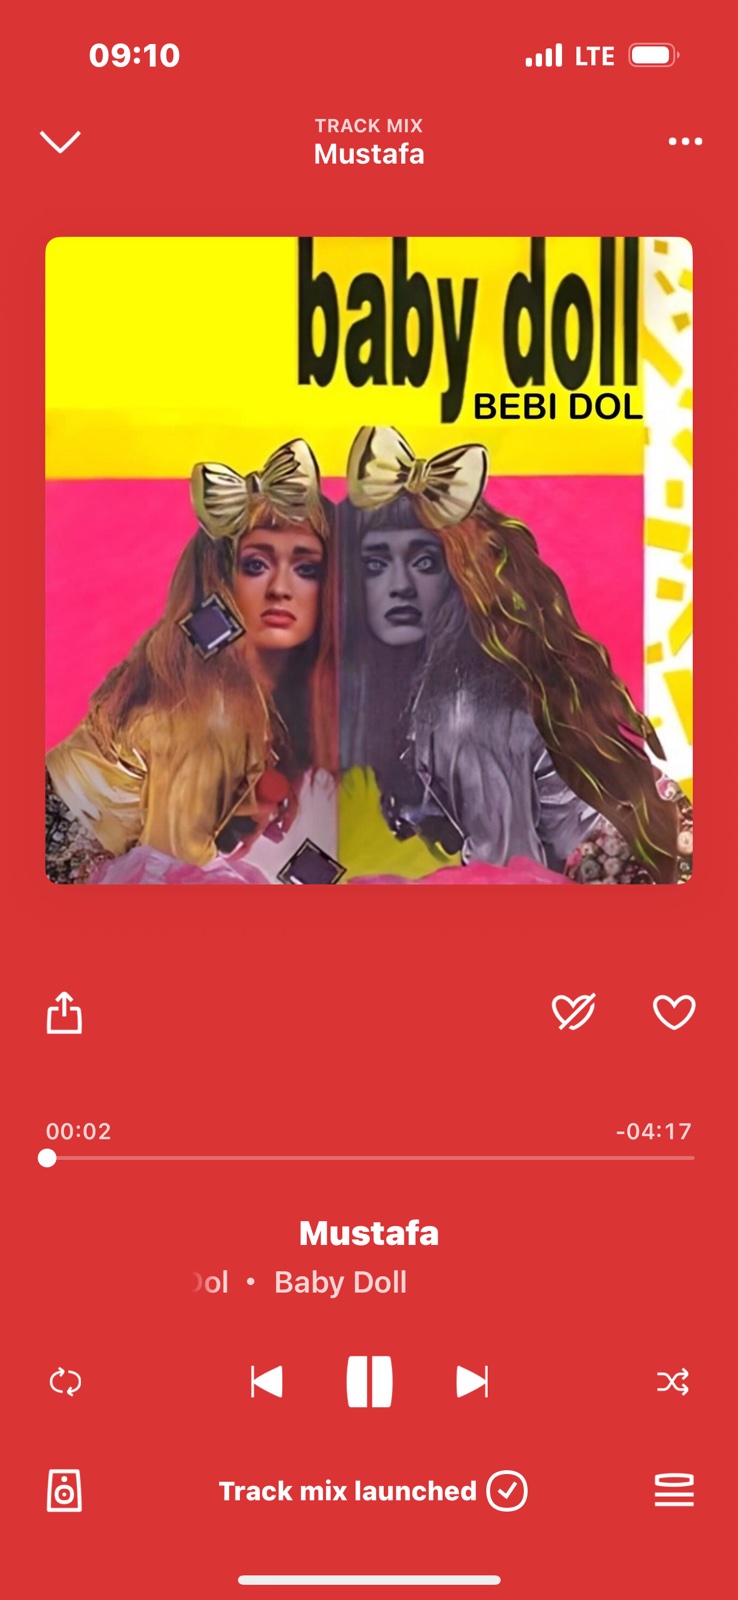 09:10 LTE
TRACK MIX
Mustafa
baby doll
BEBI DOL
00:02 -04:17
Mustafa
Dol • Baby Doll
Track mix launched